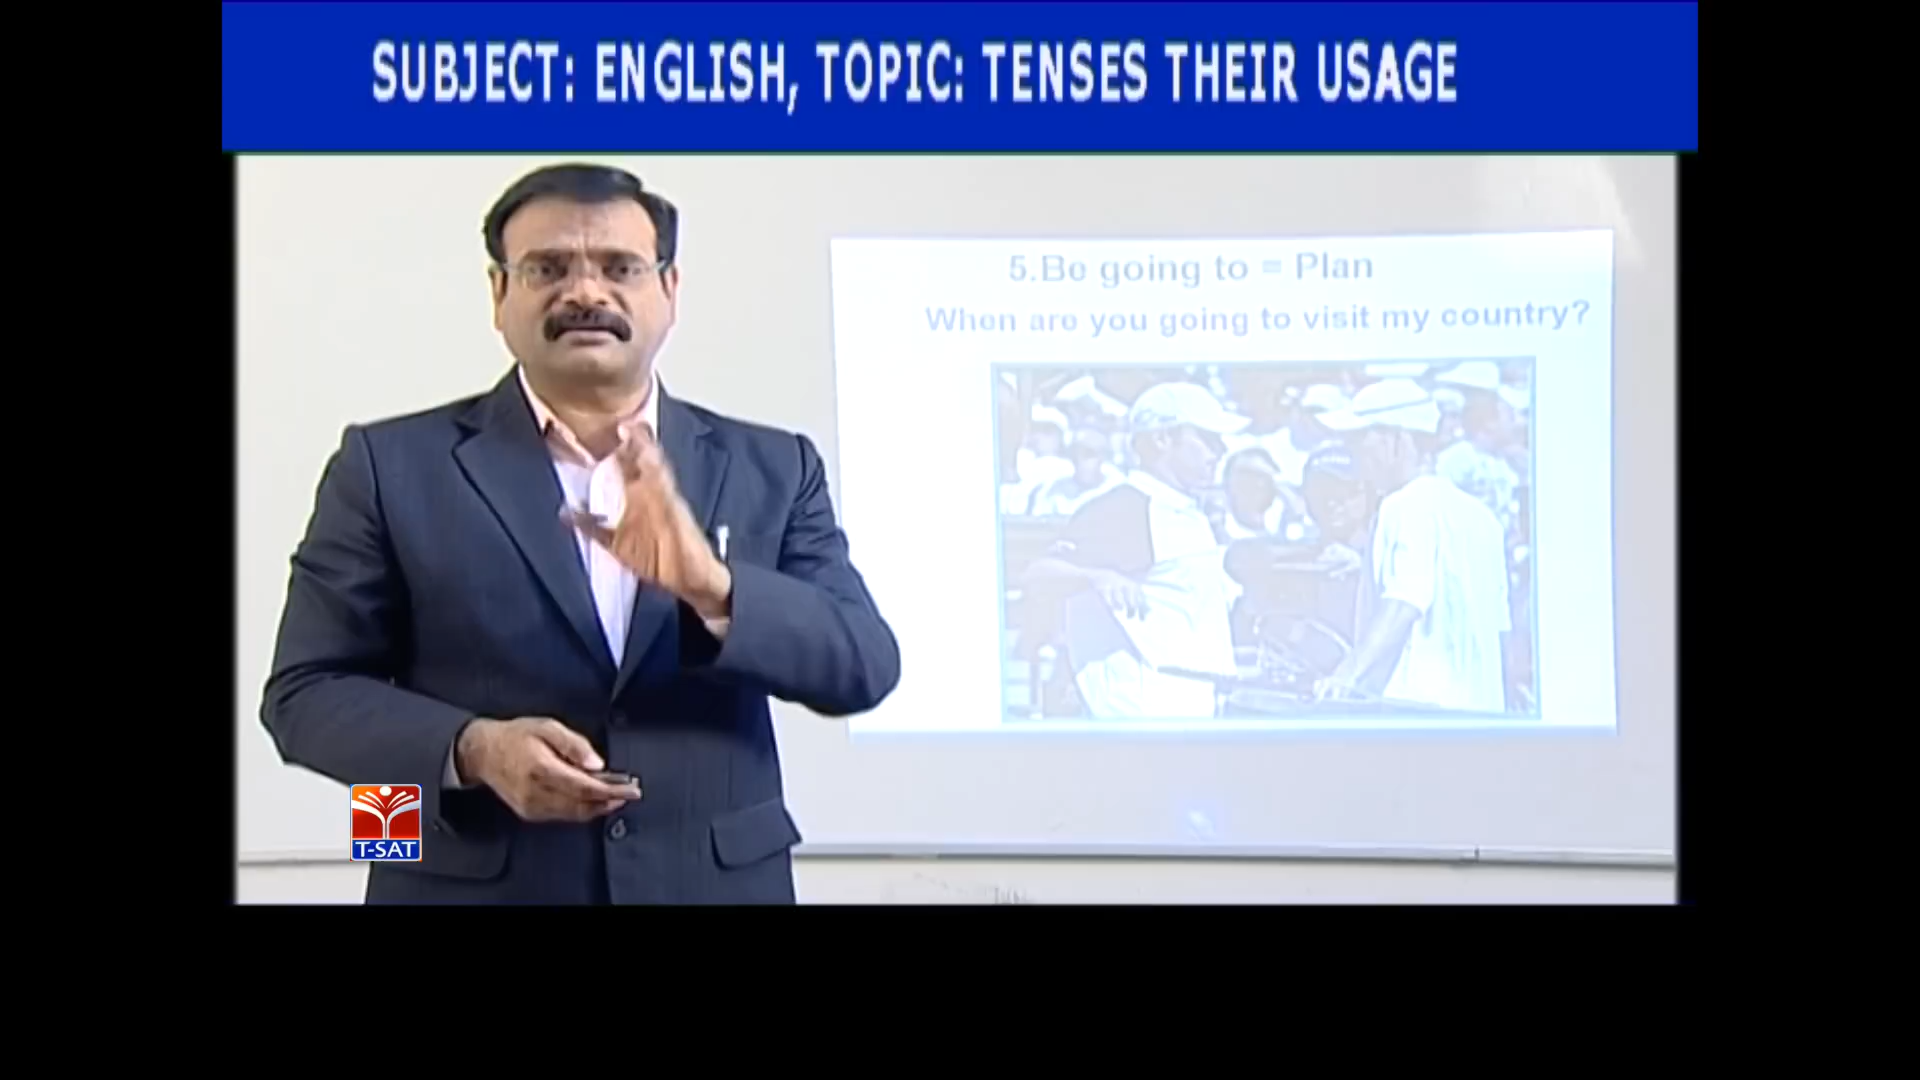 SUBJECT: ENGLISH, TOPIC: TENSES THEIR USAGE
5.Be going to = Plan
When are you going to visit my country?
T-SAT